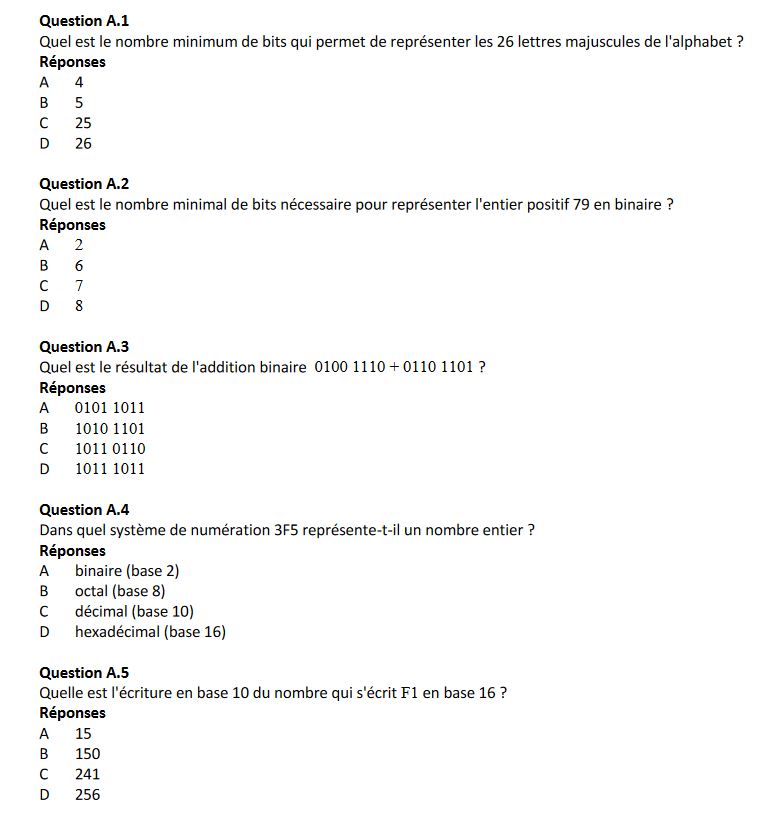 Question A.1
Quel est le nombre minimum de bits qui permet de représenter les 26 lettres majuscules de l'alphabet ?
Réponses
A 4
B 5
C 25
D 26
Question A.2
Quel est le nombre minimal de bits nécessaire pour représenter l'entier positif 79 en binaire ?
Réponses
A 2
B 6
C 7
D 8
Question A.3
Quel est le résultat de l'addition binaire 0100 1110 + 0110 1101 ?
Réponses
A 0101 1011
B 1010 1101
C 1011 0110
D 1011 1011
Question A.4
Dans quel système de numération 3F5 représente-t-il un nombre entier ?
Réponses
A binaire (base 2)
B octal (base 8)
C décimal (base 10)
D hexadécimal (base 16)
Question A.5
Quelle est l'écriture en base 10 du nombre qui s'écrit F1 en base 16 ?
Réponses
A 15
B 150
C 241
D 256